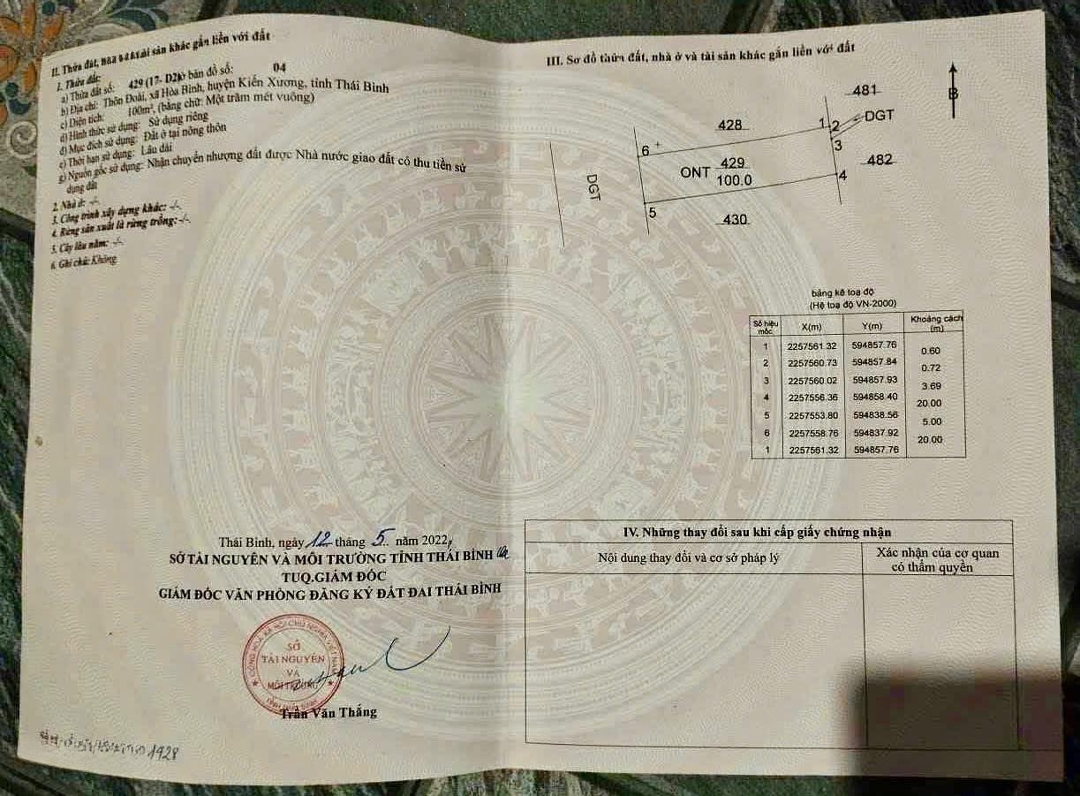 II. Thửa đất, nhà ở và tài sản khác gắn liền với đất
1. Thửa đất:
a) Thửa đất số: 429 (17- D2) tờ bản đồ số: 04
b) Địa chỉ: Thôn Đoài, xã Hòa Bình, huyện Kiến Xương, tỉnh Thái Bình
c) Diện tích: 100m², (bằng chữ: Một trăm mét vuông)
d) Hình thức sử dụng: Sử dụng riêng
đ) Mục đích sử dụng: Đất ở tại nông thôn
e) Thời hạn sử dụng: Lâu dài
g) Nguồn gốc sử dụng: Nhận chuyển nhượng đất được Nhà nước giao đất có thu tiền sử
dụng đất
2. Nhà ở: -/-
3. Công trình xây dựng khác: -/-
4. Rừng sản xuất là rừng trồng: -/-
5. Cây lâu năm: -/-
6. Ghi chú: Không
Thái Bình, ngày 12 tháng 5 năm 2022
SỞ TÀI NGUYÊN VÀ MÔI TRƯỜNG TỈNH THÁI BÌNH
TUQ.GIÁM ĐỐC
GIÁM ĐỐC VĂN PHÒNG ĐĂNG KÝ ĐẤT ĐAI THÁI BÌNH
CỘNG HÒA XÃ HỘI CHỦ NGHĨA VIỆT NAM
SỞ
TÀI NGUYÊN
VÀ
MÔI TRƯỜNG
TỈNH THÁI BÌNH
Trần Văn Thắng
1928
III. Sơ đồ thửa đất, nhà ở và tài sản khác gắn liền với đất
481
B
428
1
2
DGT
3
6
482
429
ONT
100.0
4
DGT
5
430
bảng kê toạ độ
(Hệ toạ độ VN-2000)
Số hiệu mốc X(m) Y(m) Khoảng cách (m)
1 2257561.32 594857.76
0.60
2 2257560.73 594857.84
0.72
3 2257560.02 594857.93
3.69
4 2257556.36 594858.40
20.00
5 2257553.80 594838.56
5.00
6 2257558.76 594837.92
20.00
1 2257561.32 594857.76
IV. Những thay đổi sau khi cấp giấy chứng nhận
Nội dung thay đổi và cơ sở pháp lý
Xác nhận của cơ quan
có thẩm quyền